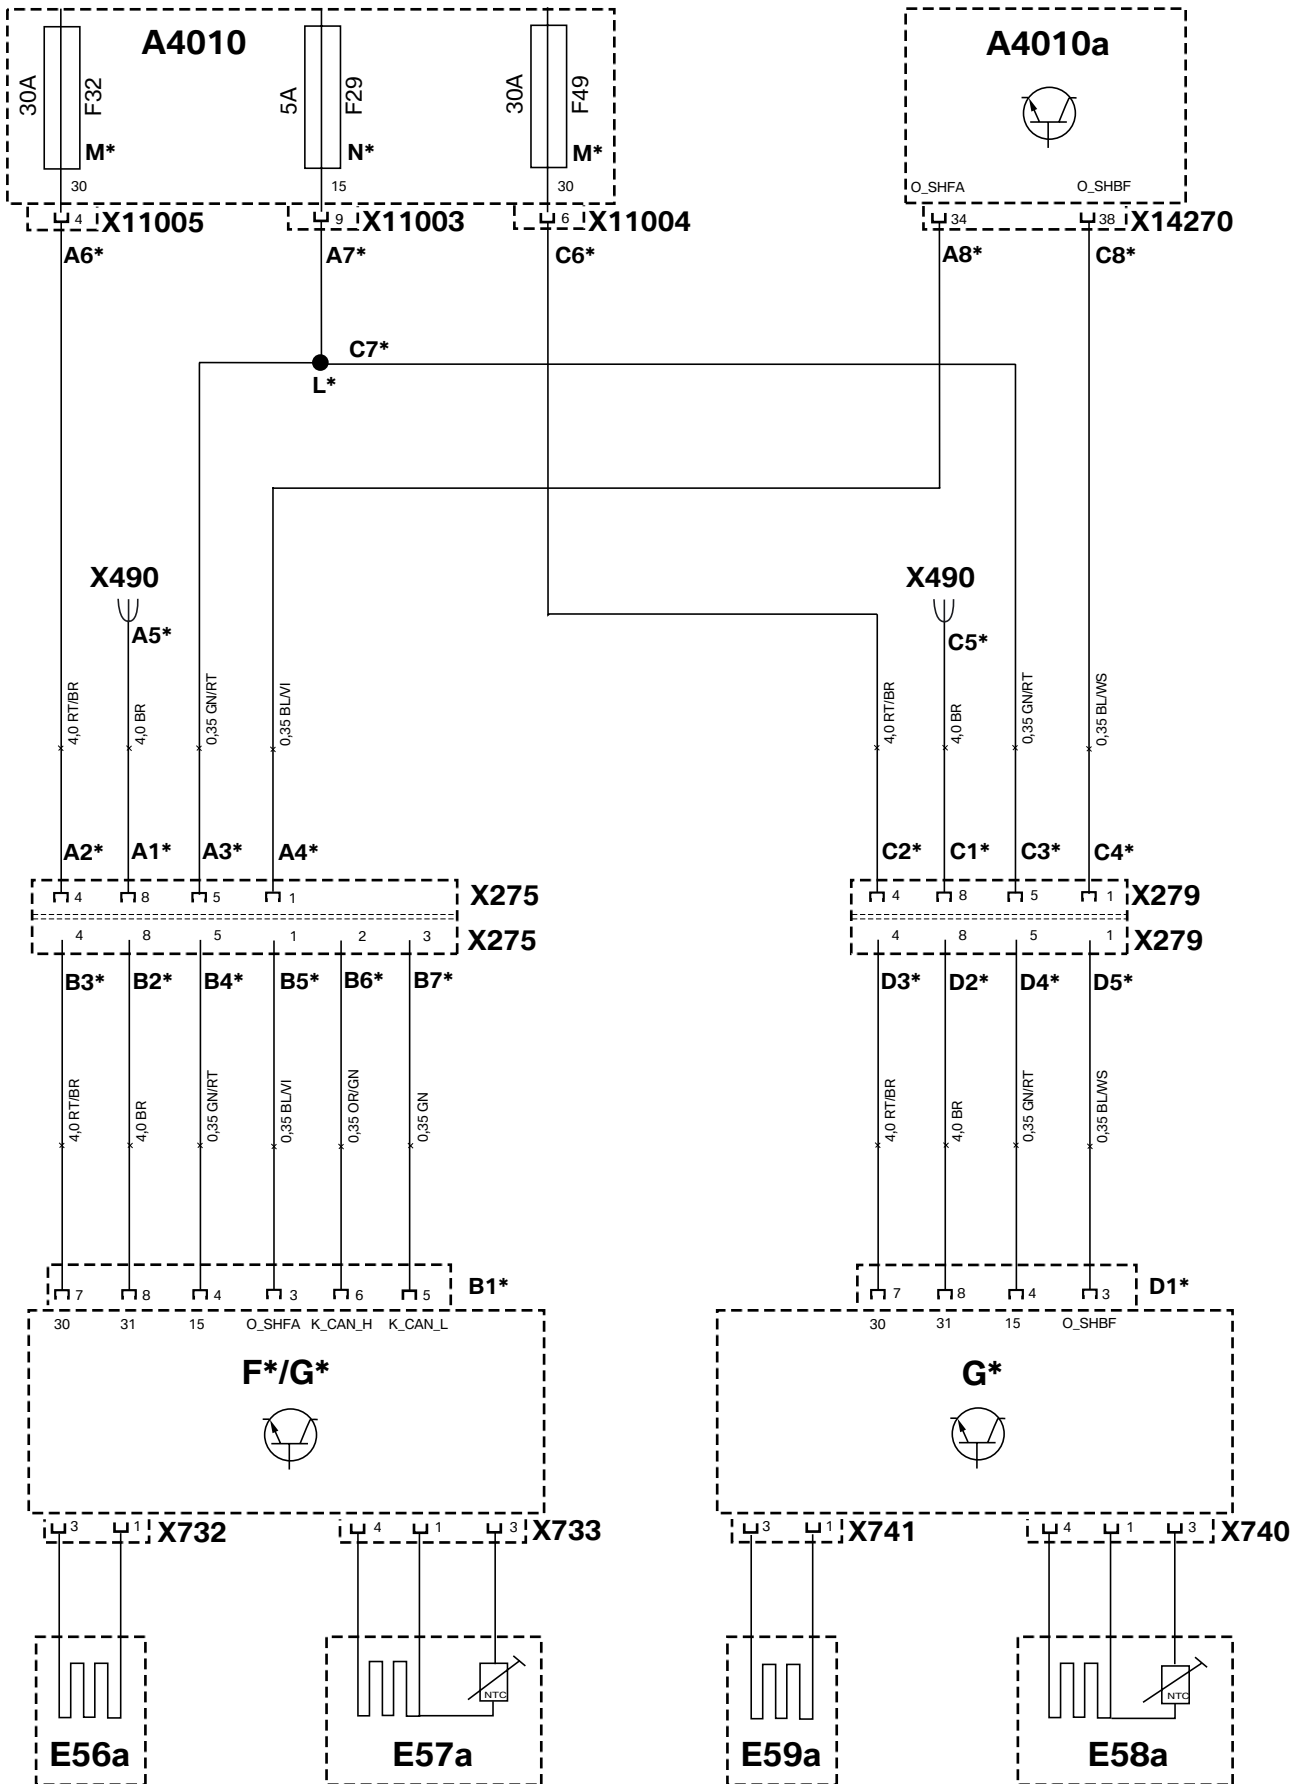 A4010
A4010a
30A
F32
5A
F29
30A
F49
M*
N*
M*
30
15
30
O_SHFA
O_SHBF
4
X11005
9
X11003
6
X11004
34
38
X14270
A6*
A7*
C6*
A8*
C8*
C7*
L*
X490
X490
A5*
C5*
4,0 RT/BR
4,0 BR
0,35 GN/RT
0,35 BL/VI
4,0 RT/BR
4,0 BR
0,35 GN/RT
0,35 BL/WS
A2*
A1*
A3*
A4*
C2*
C1*
C3*
C4*
4
8
5
1
X275
4
8
5
1
X279
4
8
5
1
2
3
X275
4
8
5
1
X279
B3*
B2*
B4*
B5*
B6*
B7*
D3*
D2*
D4*
D5*
4,0 RT/BR
4,0 BR
0,35 GN/RT
0,35 BL/VI
0,35 OR/GN
0,35 GN
4,0 RT/BR
4,0 BR
0,35 GN/RT
0,35 BL/WS
7
8
4
3
6
5
B1*
7
8
4
3
D1*
30
31
15
O_SHFA
K_CAN_H
K_CAN_L
30
31
15
O_SHBF
F*/G*
G*
3
1
X732
4
1
3
X733
3
1
X741
4
1
3
X740
NTC
NTC
E56a
E57a
E59a
E58a